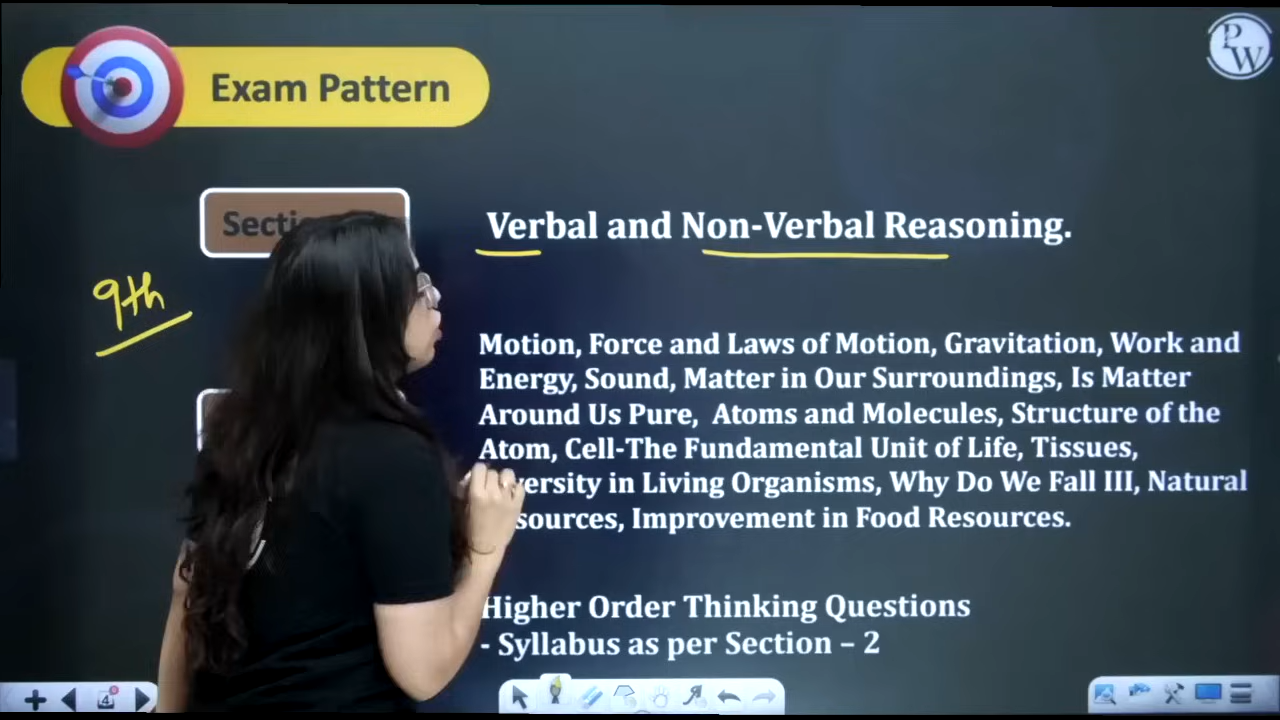 Exam Pattern
PW
Verbal and Non-Verbal Reasoning.
9th
Motion, Force and Laws of Motion, Gravitation, Work and
Energy, Sound, Matter in Our Surroundings, Is Matter
Around Us Pure, Atoms and Molecules, Structure of the
Atom, Cell-The Fundamental Unit of Life, Tissues,
in Living Organisms, Why Do We Fall Ill, Natural
Improvement in Food Resources.
Higher Order Thinking Questions
- Syllabus as per Section – 2
4